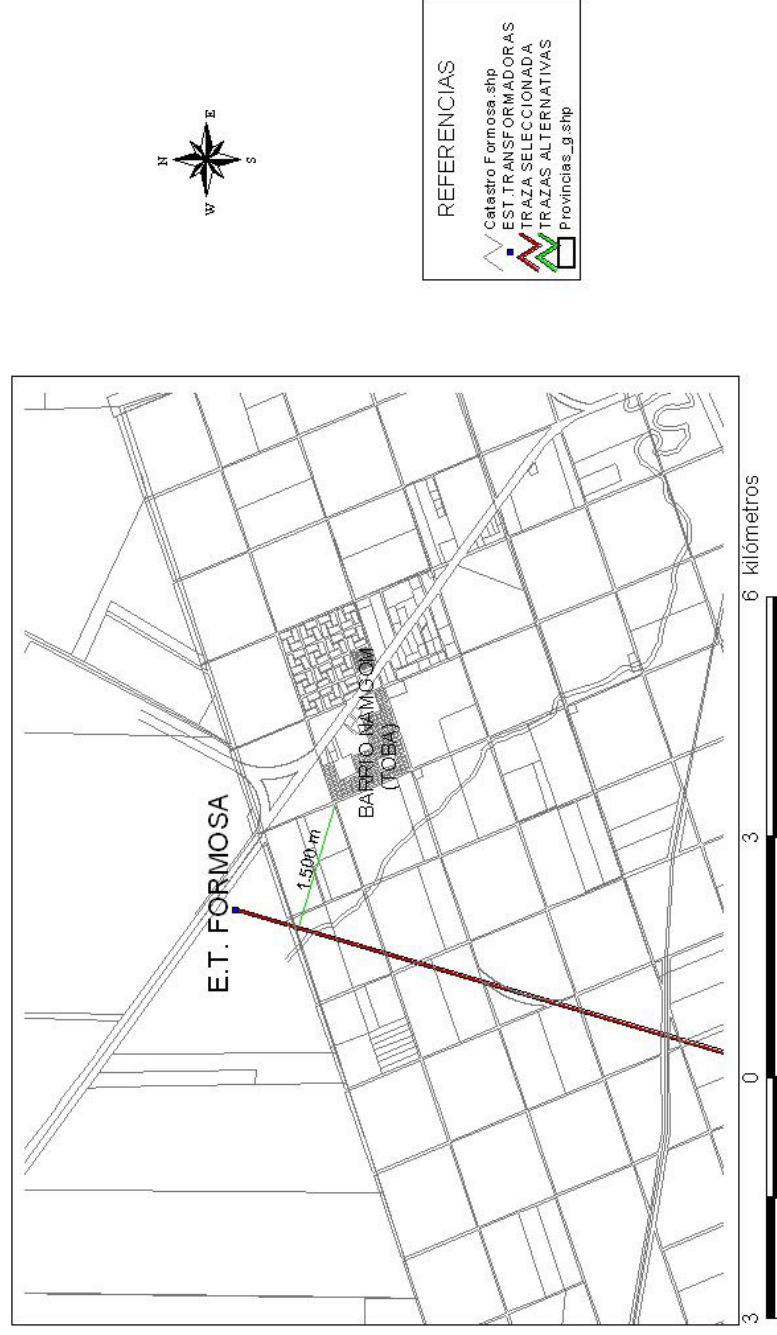 N
W
E
S
REFERENCIAS
Catastro Formosa.shp
EST.TRANSFORMADORAS
TRAZA SELECCIONADA
TRAZAS ALTERNATIVAS
Provincias_g.shp
E.T. FORMOSA
1.500 m
BARRIO NAMGOM
(TOBA)
3
0
3
6 kilómetros